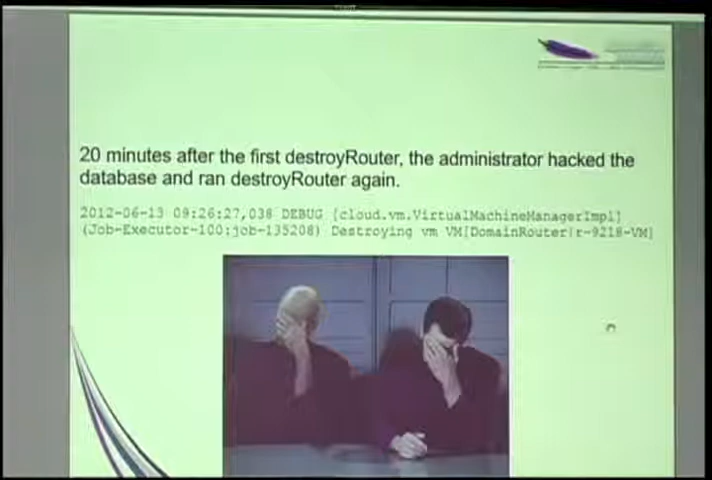 20 minutes after the first destroyRouter, the administrator hacked the
database and ran destroyRouter again.
2012-06-13 09:26:27,038 DEBUG [cloud.vm.VirtualMachineManagerImpl]
(Job-Executor-100:job-135208) Destroying vm VM[DomainRouter|r-9218-VM]